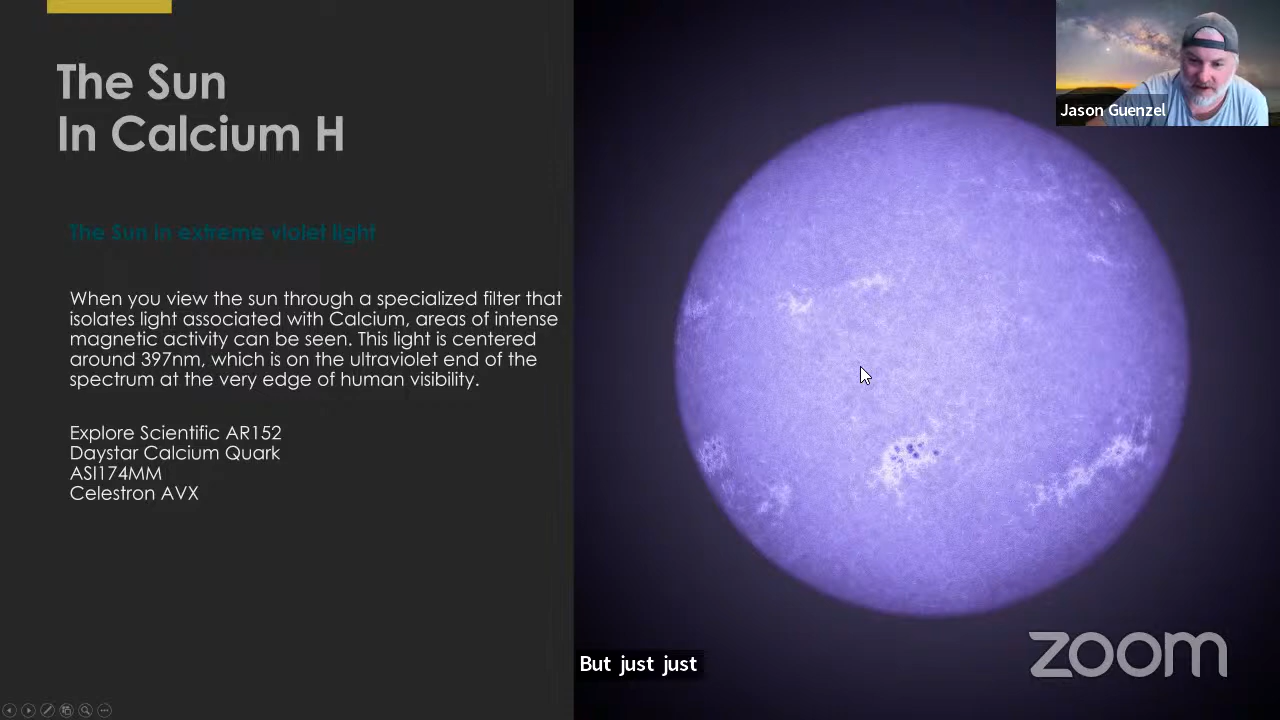 The Sun
In Calcium H
The Sun in extreme violet light
When you view the sun through a specialized filter that
isolates light associated with Calcium, areas of intense
magnetic activity can be seen. This light is centered
around 397nm, which is on the ultraviolet end of the
spectrum at the very edge of human visibility.
Explore Scientific AR152
Daystar Calcium Quark
ASI174MM
Celestron AVX
Jason Guenzel
But just just
zoom